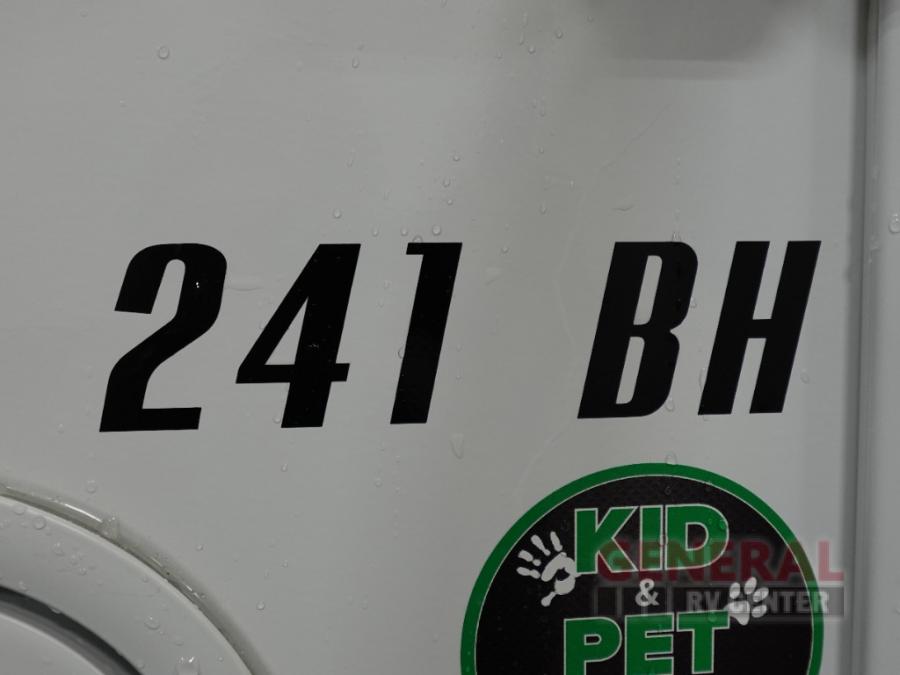 241 BH
KID
&
PET
GENERAL
RV CENTER